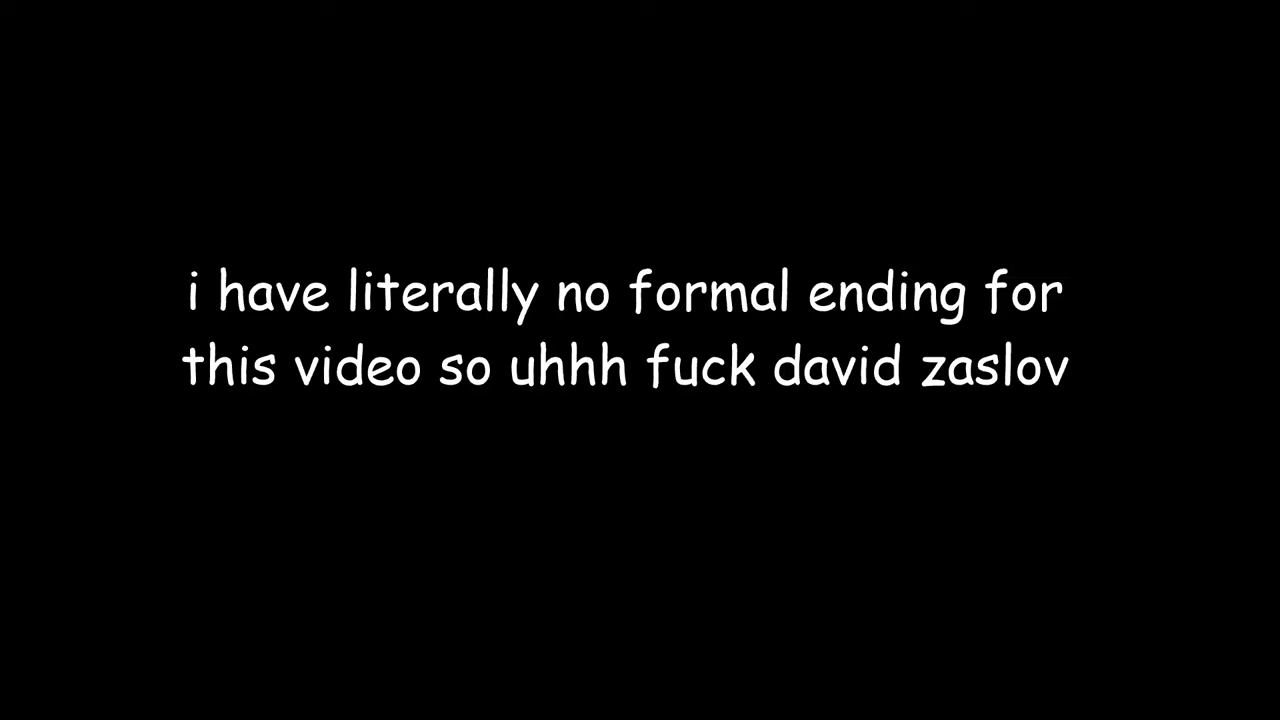 i have literally no formal ending for
this video so uhhh fuck david zaslov